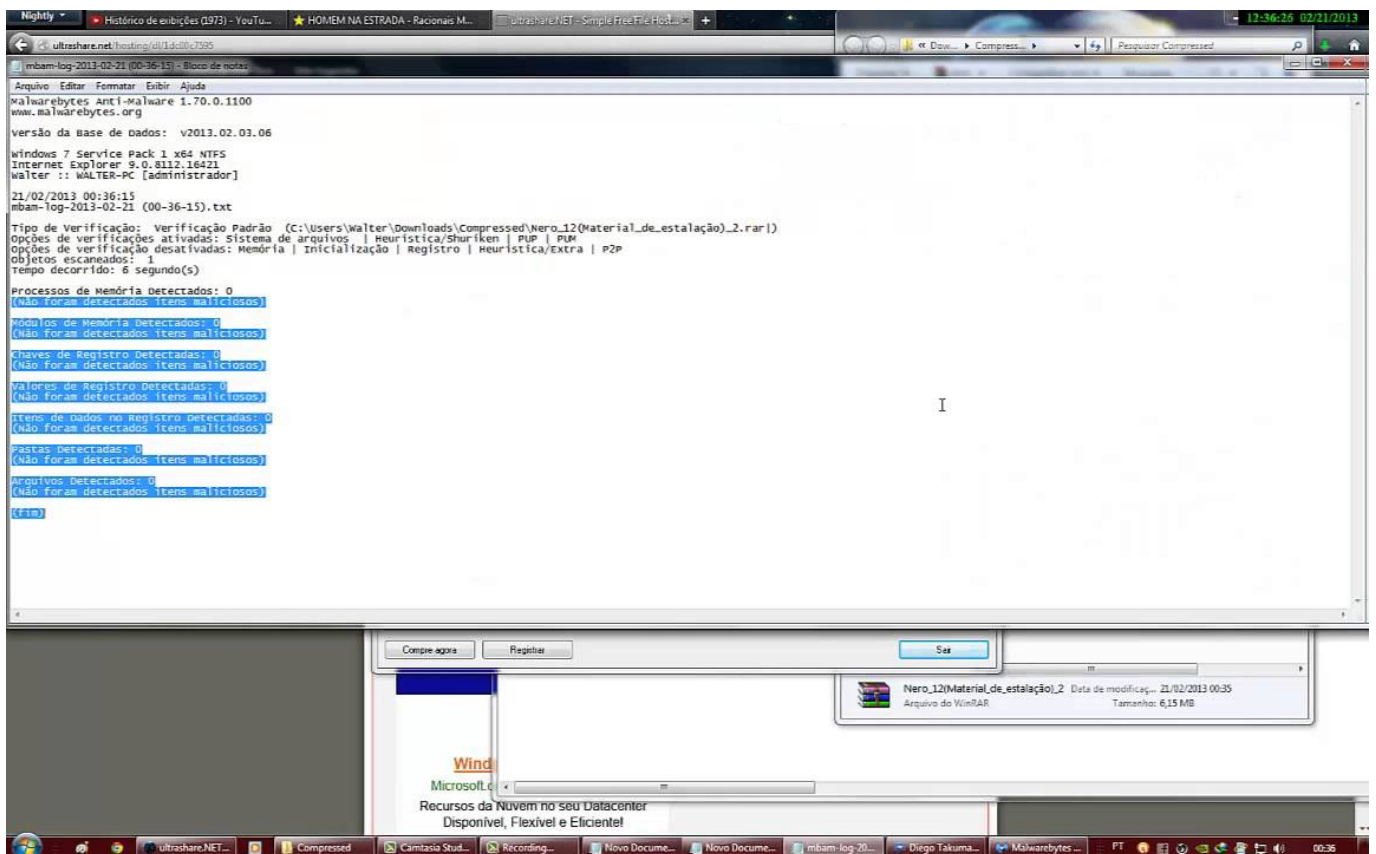 Nightly
Histórico de exibições (1973) - YouTu...
HOMEM NA ESTRADA - Racionais M...
ultrashare.NET - Simple Free File Host...
12:36:26 02/21/2013
ultrashare.net/hosting/dl/1dc00c7595
« Dow...
Compress...
Pesquisar Compressed
mbam-log-2013-02-21 (00-36-15) - Bloco de notas
Arquivo Editar Formatar Exibir Ajuda
Malwarebytes Anti-Malware 1.70.0.1100
www.malwarebytes.org
Versão da Base de Dados: v2013.02.03.06
Windows 7 Service Pack 1 x64 NTFS
Internet Explorer 9.0.8112.16421
Walter :: WALTER-PC [administrador]
21/02/2013 00:36:15
mbam-log-2013-02-21 (00-36-15).txt
Tipo de Verificação: Verificação Padrão (C:\Users\Walter\Downloads\Compressed\Nero_12(Material_de_estalação)_2.rar|)
Opções de verificações ativadas: Sistema de arquivos | Heurística/Shuriken | PUP | PUM
Opções de verificação desativadas: Memória | Inicialização | Registro | Heurística/Extra | P2P
Objetos escaneados: 1
Tempo decorrido: 6 segundo(s)
Processos de Memória Detectados: 0
(Não foram detectados itens maliciosos)
Módulos de Memória Detectados: 0
(Não foram detectados itens maliciosos)
Chaves de Registro Detectadas: 0
(Não foram detectados itens maliciosos)
Valores de Registro Detectadas: 0
(Não foram detectados itens maliciosos)
Itens de Dados no Registro Detectadas: 0
(Não foram detectados itens maliciosos)
Pastas Detectadas: 0
(Não foram detectados itens maliciosos)
Arquivos Detectados: 0
(Não foram detectados itens maliciosos)
(fim)
Compre agora
Registrar
Sair
Nero_12(Material_de_estalação)_2 Data de modificaç... 21/02/2013 00:35
Arquivo do WinRAR Tamanho: 6,15 MB
Wind
Microsoft.c
Recursos da Nuvem no seu Datacenter
Disponível, Flexível e Eficiente!
ultrashare.NET...
Compressed
Camtasia Stud...
Recording...
Novo Docume...
Novo Docume...
mbam-log-20...
Diego Takuma...
Malwarebytes ...
PT
00:36